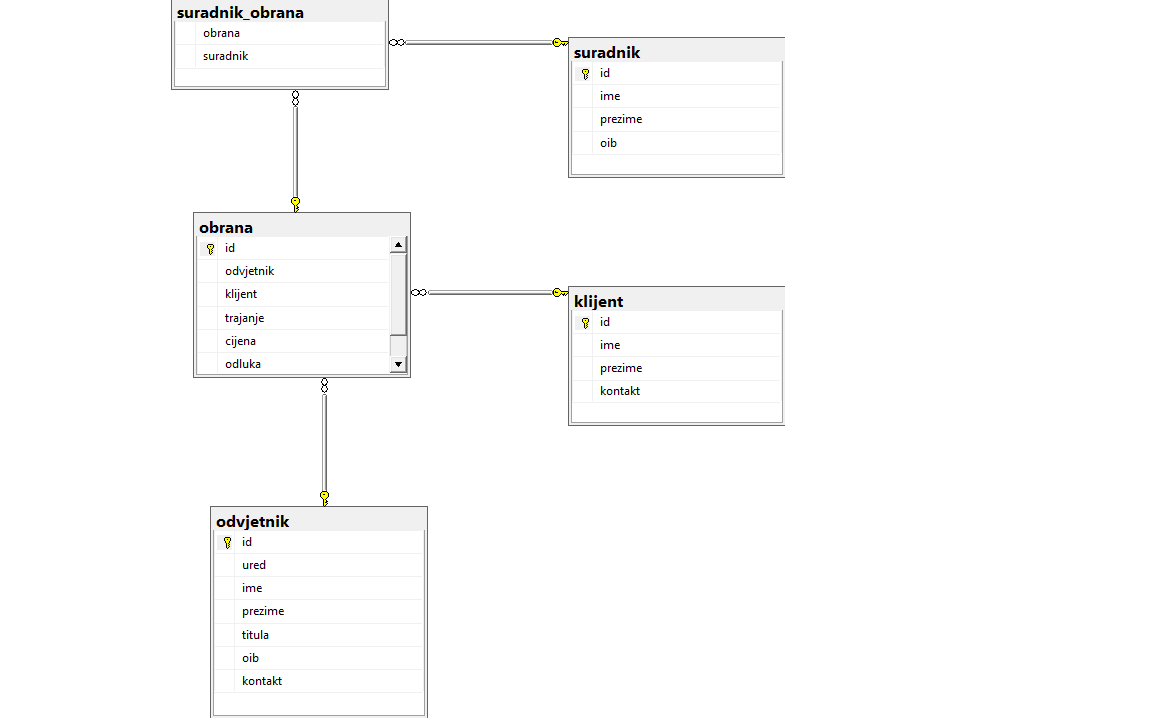 suradnik_obrana
obrana
suradnik
suradnik
id
ime
prezime
oib
obrana
id
odvjetnik
klijent
trajanje
cijena
odluka
klijent
id
ime
prezime
kontakt
odvjetnik
id
ured
ime
prezime
titula
oib
kontakt